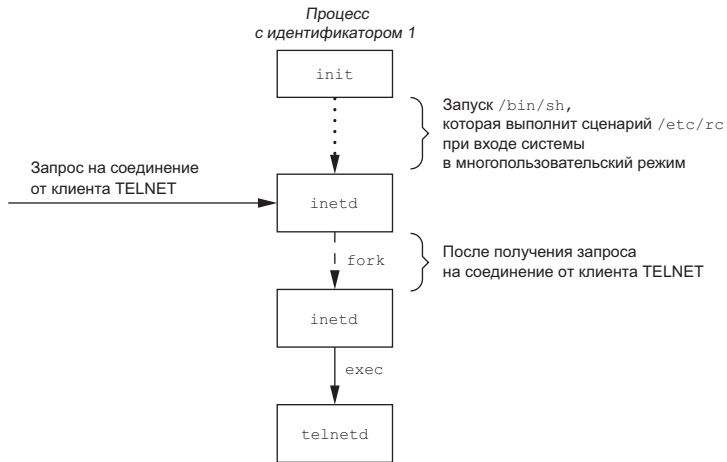 Процесс
с идентификатором 1
init
Запуск /bin/sh,
которая выполнит сценарий /etc/rc
при входе системы
в многопользовательский режим
Запрос на соединение
от клиента TELNET
inetd
fork
После получения запроса
на соединение от клиента TELNET
inetd
exec
telnetd